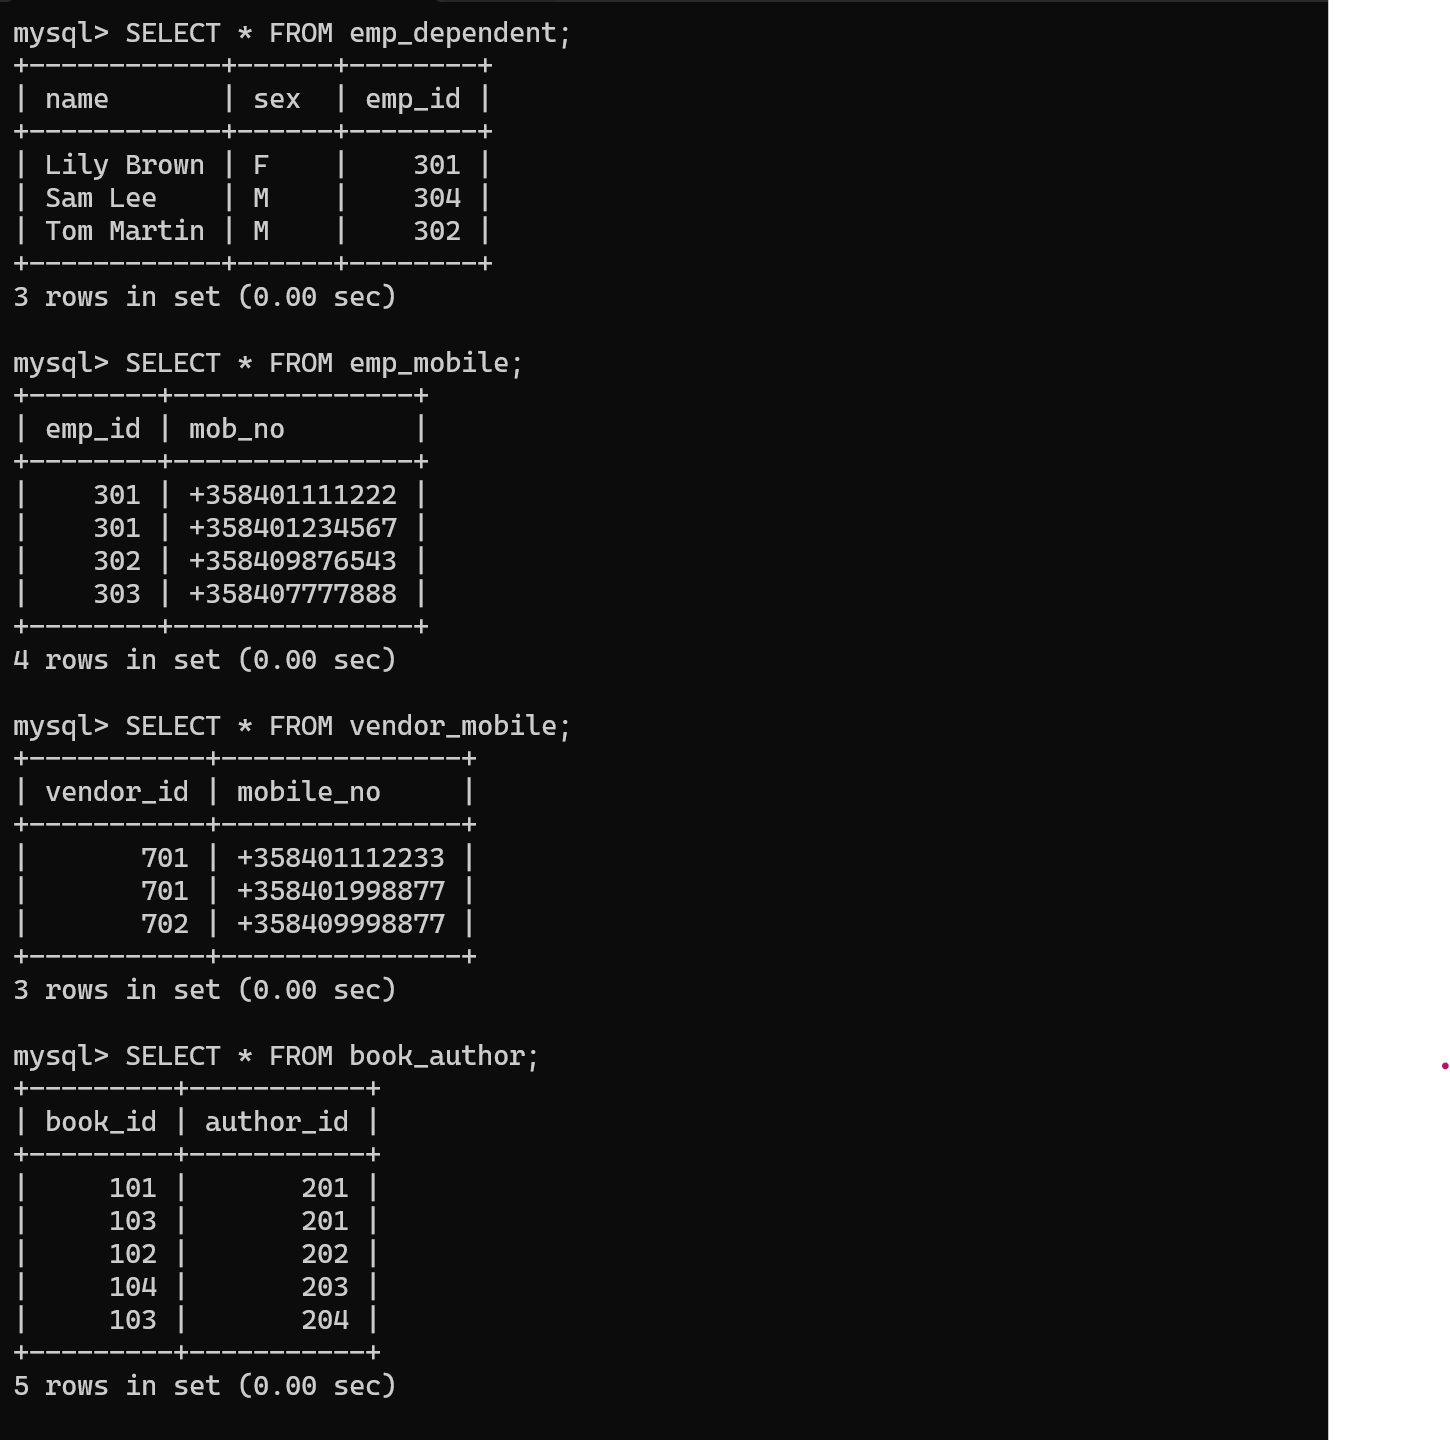 mysql> SELECT * FROM emp_dependent;
+------------+------+--------+
| name       | sex  | emp_id |
+------------+------+--------+
| Lily Brown | F    |    301 |
| Sam Lee    | M    |    304 |
| Tom Martin | M    |    302 |
+------------+------+--------+
3 rows in set (0.00 sec)

mysql> SELECT * FROM emp_mobile;
+--------+---------------+
| emp_id | mob_no        |
+--------+---------------+
|    301 | +358401111222 |
|    301 | +358401234567 |
|    302 | +358409876543 |
|    303 | +358407777888 |
+--------+---------------+
4 rows in set (0.00 sec)

mysql> SELECT * FROM vendor_mobile;
+-----------+---------------+
| vendor_id | mobile_no     |
+-----------+---------------+
|       701 | +358401112233 |
|       701 | +358401998877 |
|       702 | +358409998877 |
+-----------+---------------+
3 rows in set (0.00 sec)

mysql> SELECT * FROM book_author;
+---------+-----------+
| book_id | author_id |
+---------+-----------+
|     101 |       201 |
|     103 |       201 |
|     102 |       202 |
|     104 |       203 |
|     103 |       204 |
+---------+-----------+
5 rows in set (0.00 sec)